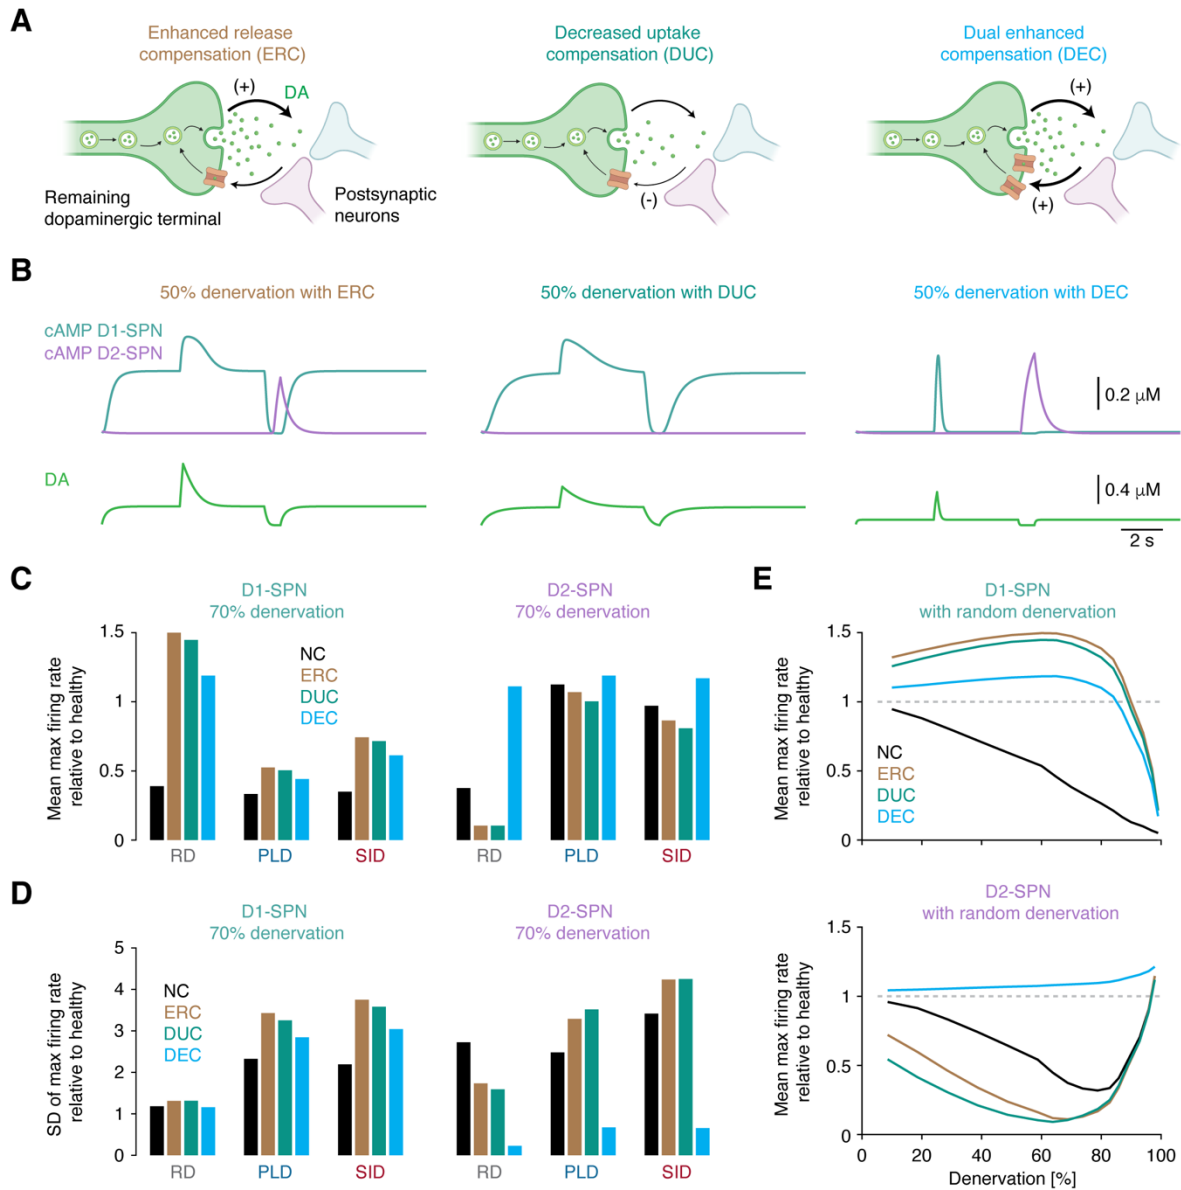 A
Enhanced release
compensation (ERC)
Decreased uptake
compensation (DUC)
Dual enhanced
compensation (DEC)
(+)
DA
(+)
Remaining
dopaminergic terminal
Postsynaptic
neurons
(-)
(+)
B
50% denervation with ERC
50% denervation with DUC
50% denervation with DEC
cAMP D1-SPN
cAMP D2-SPN
0.2 μM
DA
0.4 μM
2 s
C
D1-SPN
70% denervation
D2-SPN
70% denervation
Mean max firing rate
relative to healthy
1.5
1
0.5
0
NC
ERC
DUC
DEC
RD
PLD
SID
RD
PLD
SID
D
D1-SPN
70% denervation
D2-SPN
70% denervation
SD of max firing rate
relative to healthy
5
4
3
2
1
0
NC
ERC
DUC
DEC
RD
PLD
SID
RD
PLD
SID
E
D1-SPN
with random denervation
Mean max firing rate
relative to healthy
1.5
1
0.5
0
NC
ERC
DUC
DEC
D2-SPN
with random denervation
Mean max firing rate
relative to healthy
1.5
1
0.5
0
0
20
40
60
80
100
Denervation [%]